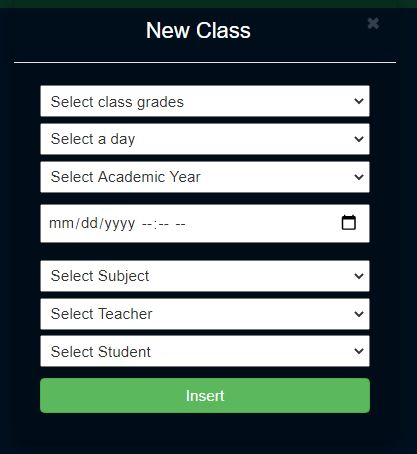 New Class
Select class grades
Select a day
Select Academic Year
mm/dd/yyyy --:-- --
Select Subject
Select Teacher
Select Student
Insert